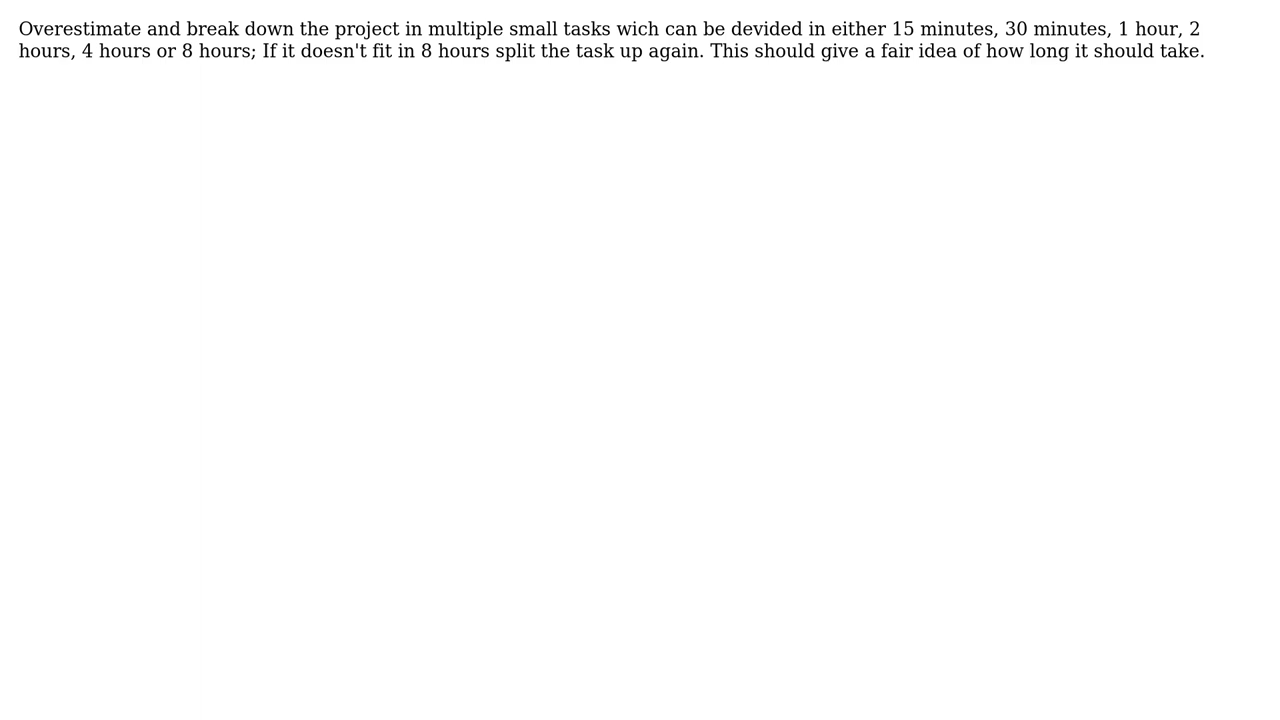 Overestimate and break down the project in multiple small tasks wich can be devided in either 15 minutes, 30 minutes, 1 hour, 2
hours, 4 hours or 8 hours; If it doesn't fit in 8 hours split the task up again. This should give a fair idea of how long it should take.